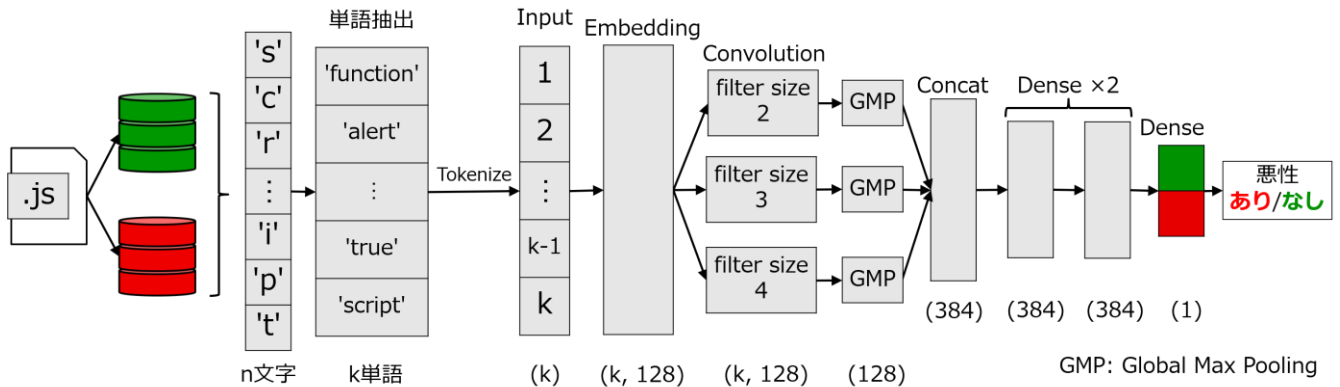 .js
's'
'c'
'r'
⋮
'i'
'p'
't'
n文字
単語抽出
'function'
'alert'
⋮
'true'
'script'
k単語
Tokenize
Input
1
2
⋮
k-1
k
(k)
Embedding
(k, 128)
Convolution
filter size
2
filter size
3
filter size
4
(k, 128)
GMP
GMP
GMP
(128)
Concat
(384)
Dense ×2
(384)
(384)
Dense
(1)
悪性
あり/なし
GMP: Global Max Pooling